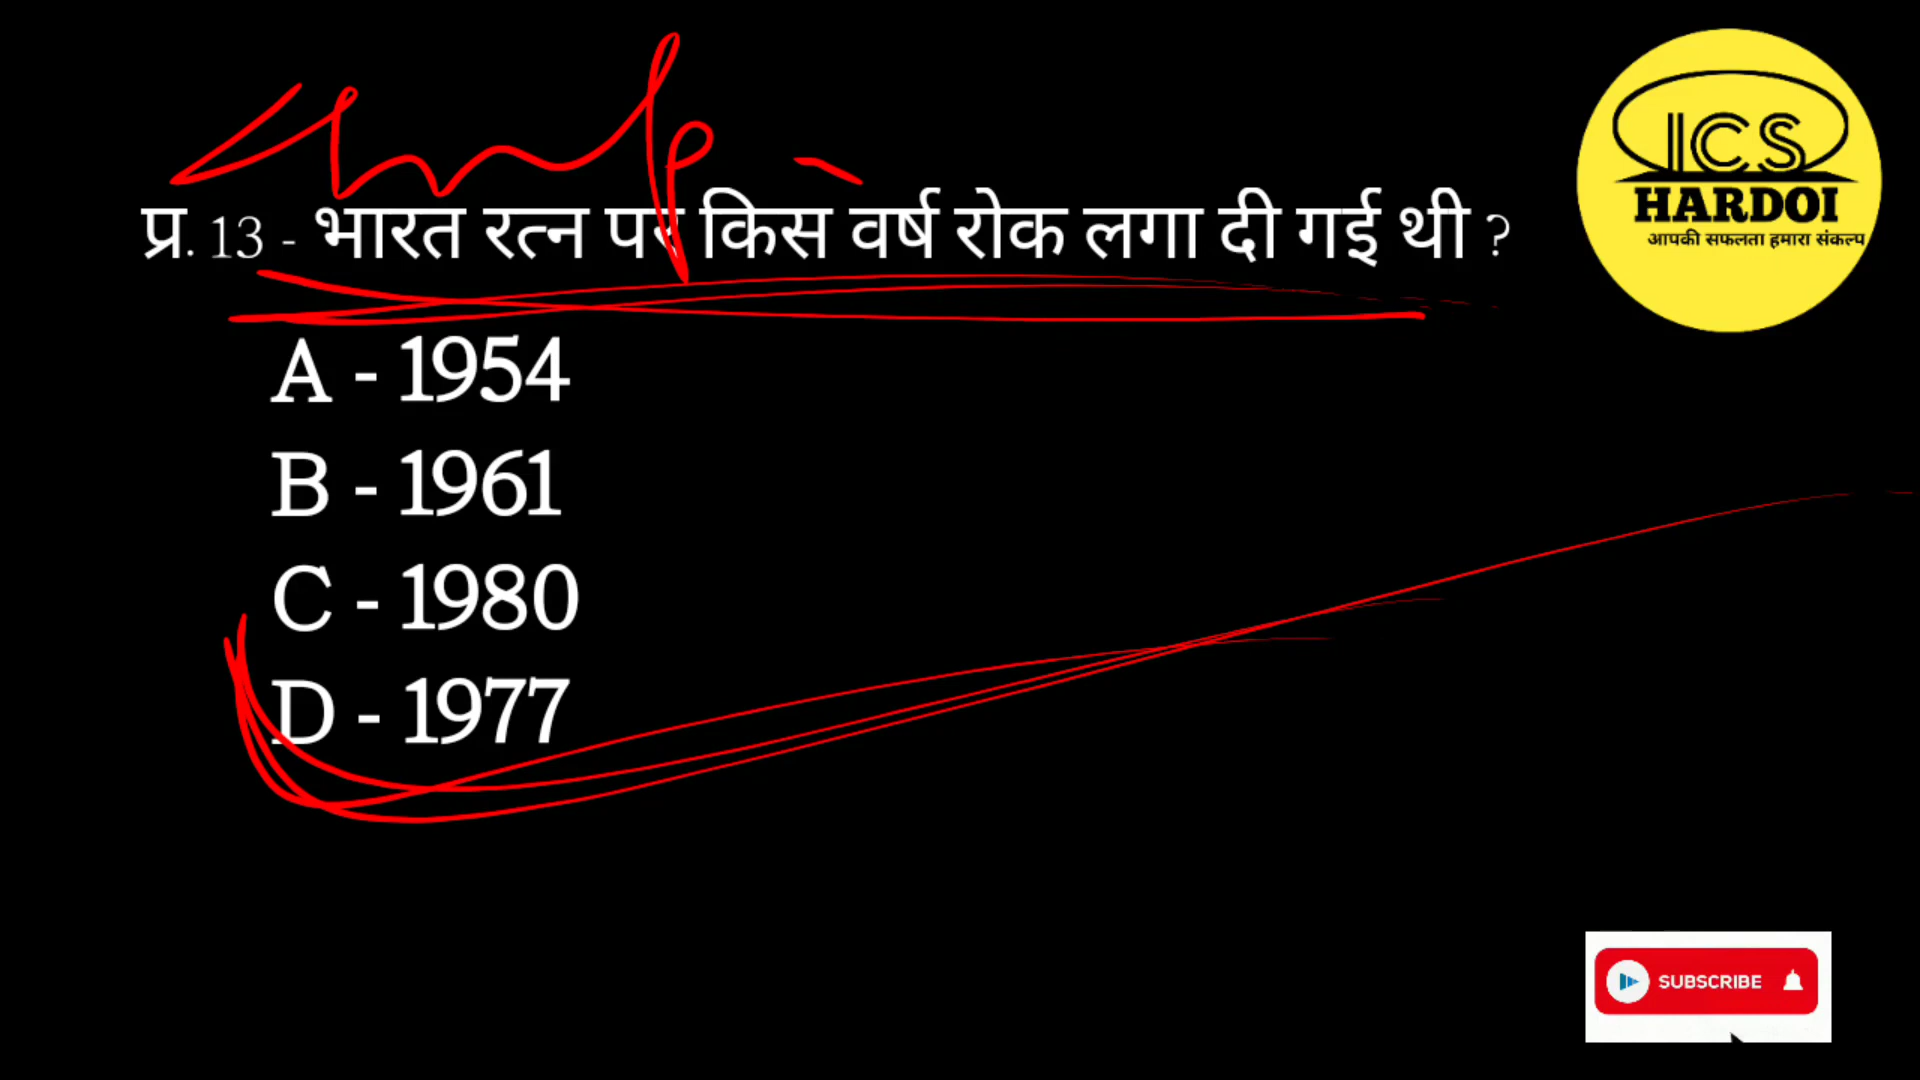 प्र. 13 - भारत रत्न पर किस वर्ष रोक लगा दी गई थी ?
A - 1954
B - 1961
C - 1980
D - 1977
ICS
HARDOI
आपकी सफलता हमारा संकल्प
SUBSCRIBE